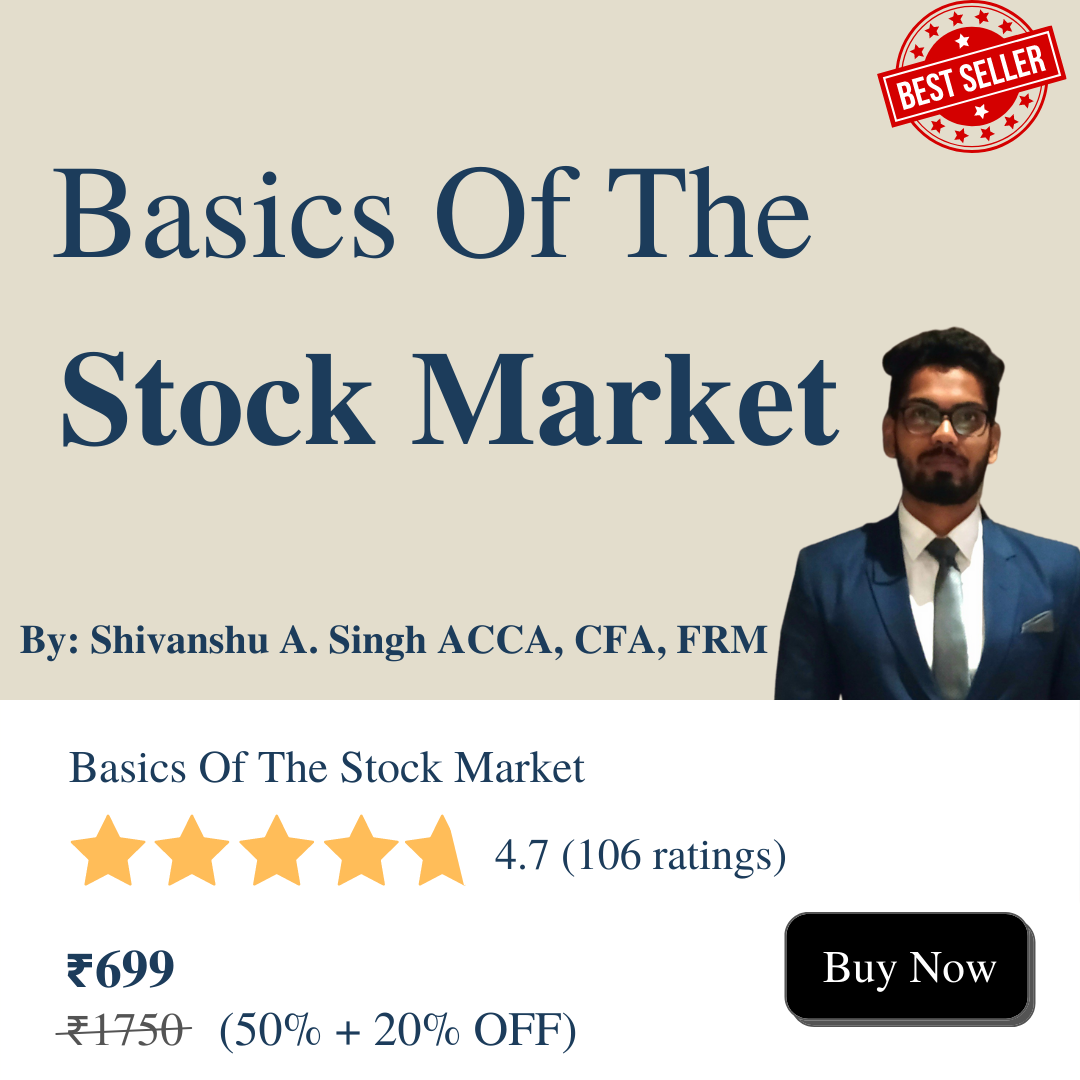 BEST SELLER
Basics Of The
Stock Market
By: Shivanshu A. Singh ACCA, CFA, FRM
Basics Of The Stock Market
4.7 (106 ratings)
₹699
Buy Now
₹1750 (50% + 20% OFF)